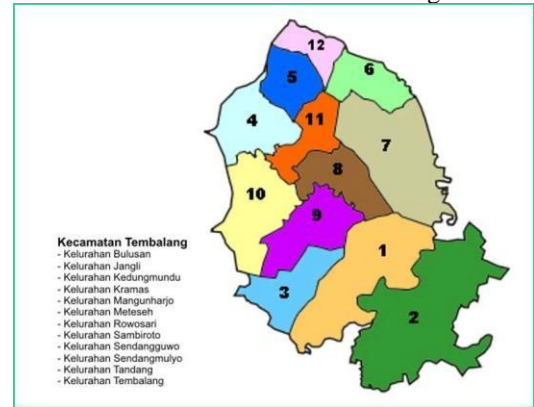 12
5
6
4
11
7
8
10
9
1
3
2
Kecamatan Tembalang
- Kelurahan Bulusan
- Kelurahan Jangli
- Kelurahan Kedungmundu
- Kelurahan Kramas
- Kelurahan Mangunharjo
- Kelurahan Meteseh
- Kelurahan Rowosari
- Kelurahan Sambiroto
- Kelurahan Sendangguwo
- Kelurahan Sendangmulyo
- Kelurahan Tandang
- Kelurahan Tembalang